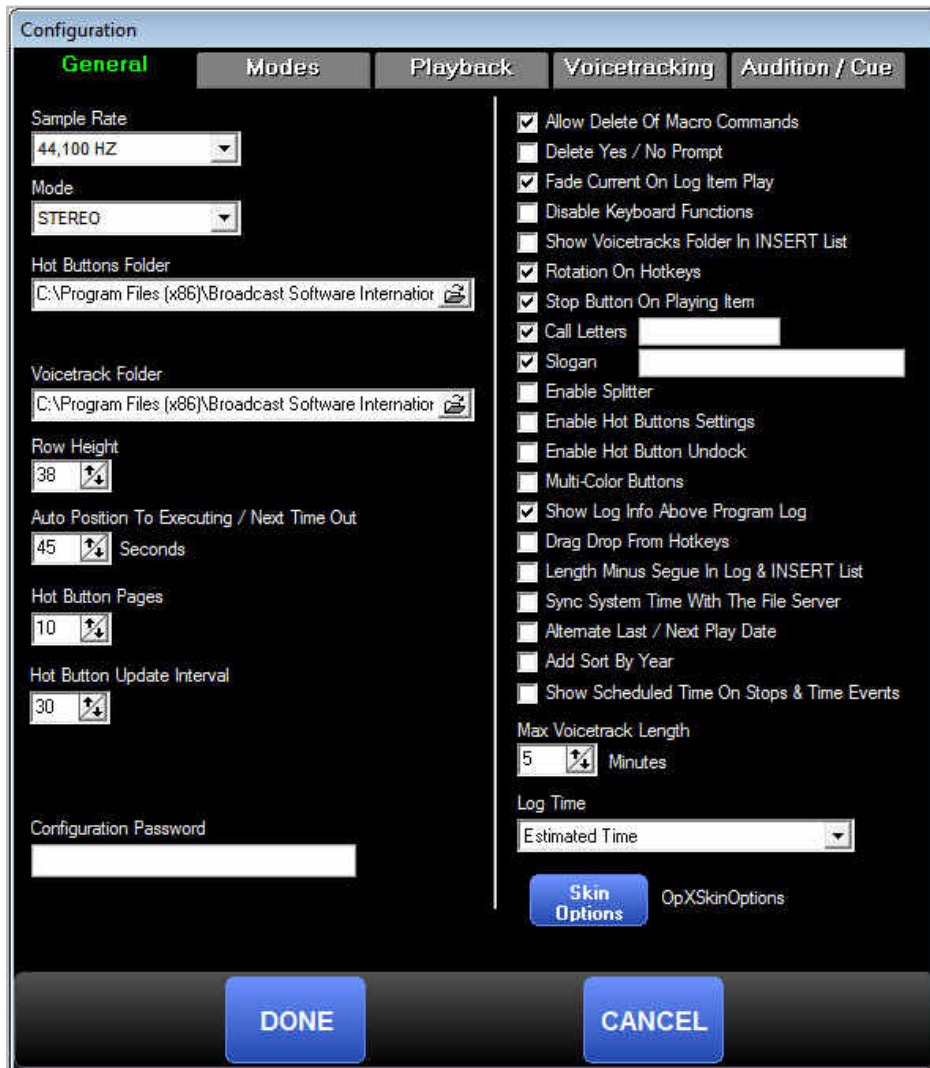 Configuration
General
Modes
Playback
Voicetracking
Audition / Cue
Sample Rate
44,100 HZ
Mode
STEREO
Hot Buttons Folder
C:\Program Files (x86)\Broadcast Software Internation
Voicetrack Folder
C:\Program Files (x86)\Broadcast Software Internation
Row Height
38
Auto Position To Executing / Next Time Out
45 Seconds
Hot Button Pages
10
Hot Button Update Interval
30
Configuration Password
Allow Delete Of Macro Commands
Delete Yes / No Prompt
Fade Current On Log Item Play
Disable Keyboard Functions
Show Voicetracks Folder In INSERT List
Rotation On Hotkeys
Stop Button On Playing Item
Call Letters
Slogan
Enable Splitter
Enable Hot Buttons Settings
Enable Hot Button Undock
Multi-Color Buttons
Show Log Info Above Program Log
Drag Drop From Hotkeys
Length Minus Segue In Log & INSERT List
Sync System Time With The File Server
Alternate Last / Next Play Date
Add Sort By Year
Show Scheduled Time On Stops & Time Events
Max Voicetrack Length
5 Minutes
Log Time
Estimated Time
Skin
Options
OpXSkinOptions
DONE
CANCEL